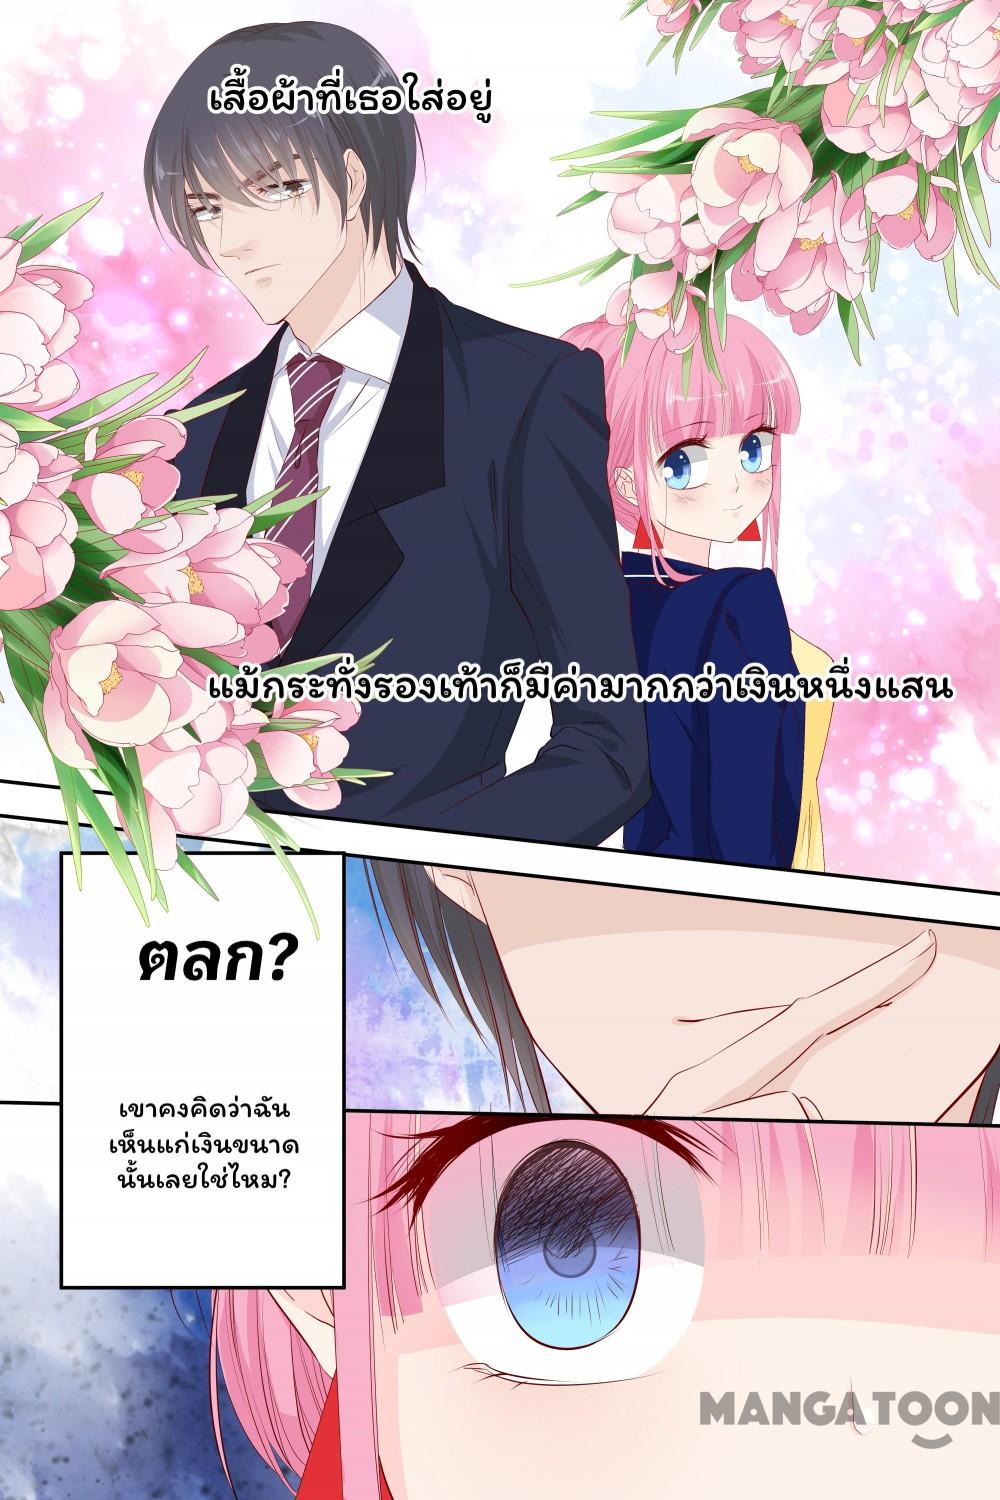 เสื้อผ้าที่เธอใส่อยู่
แม้กระทั่งรองเท้าก็มีค่ามากกว่าเงินหนึ่งแสน
ตลก?
เขาคงคิดว่าฉัน
เห็นแก่เงินขนาด
นั้นเลยใช่ไหม?
MANGATOON